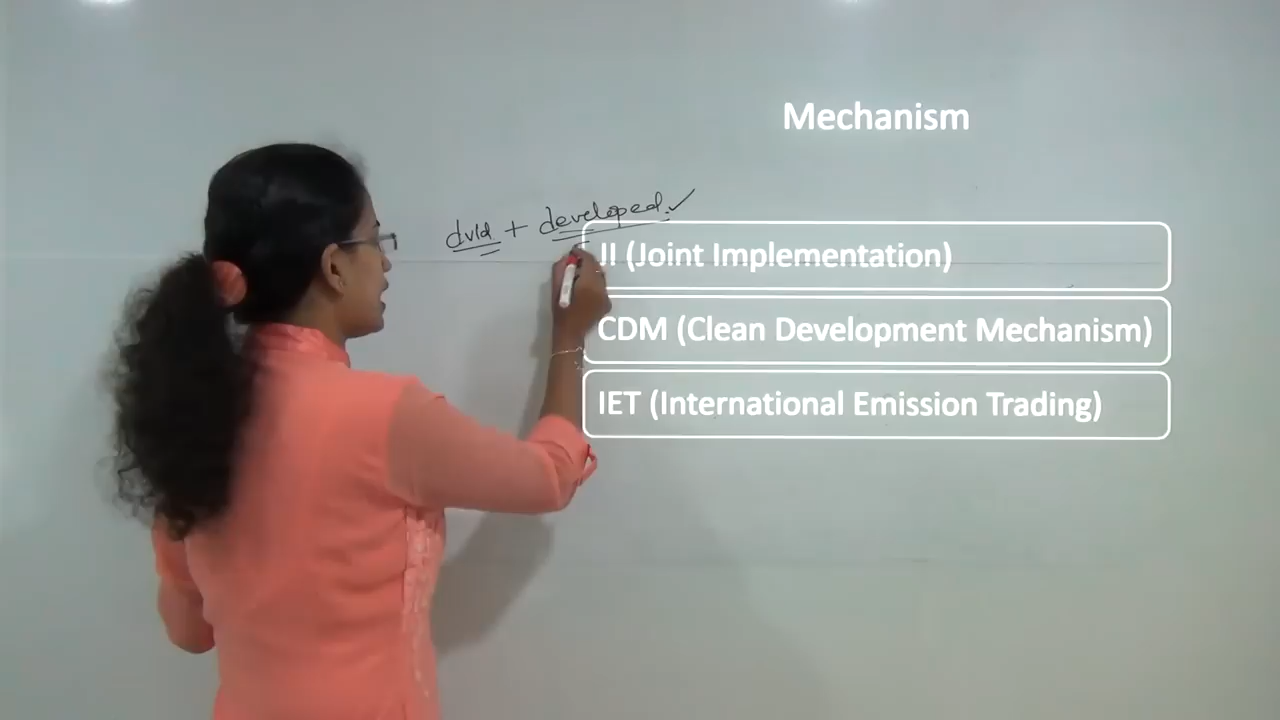 Mechanism
dvld + developed. ✓
JI (Joint Implementation)
CDM (Clean Development Mechanism)
IET (International Emission Trading)